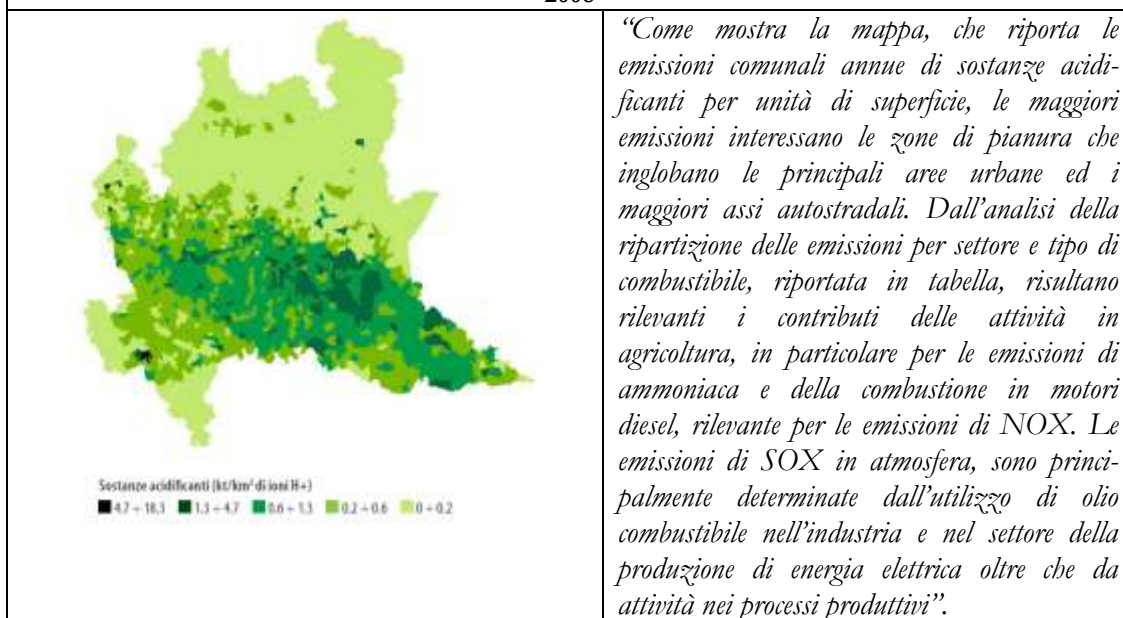 2008
“Come mostra la mappa, che riporta le
emissioni comunali annue di sostanze acidi-
ficanti per unità di superficie, le maggiori
emissioni interessano le zone di pianura che
inglobano le principali aree urbane ed i
maggiori assi autostradali. Dall'analisi della
ripartizione delle emissioni per settore e tipo di
combustibile, riportata in tabella, risultano
rilevanti i contributi delle attività in
agricoltura, in particolare per le emissioni di
ammoniaca e della combustione in motori
diesel, rilevante per le emissioni di NOX. Le
emissioni di SOX in atmosfera, sono princi-
palmente determinate dall'utilizzo di olio
combustibile nell'industria e nel settore della
produzione di energia elettrica oltre che da
attività nei processi produttivi”.
Sostanze acidificanti (kt/km² di ioni H+)
4.7 ÷ 18.3 1.3 ÷ 4.7 0.6 ÷ 1.3 0.2 ÷ 0.6 0 ÷ 0.2